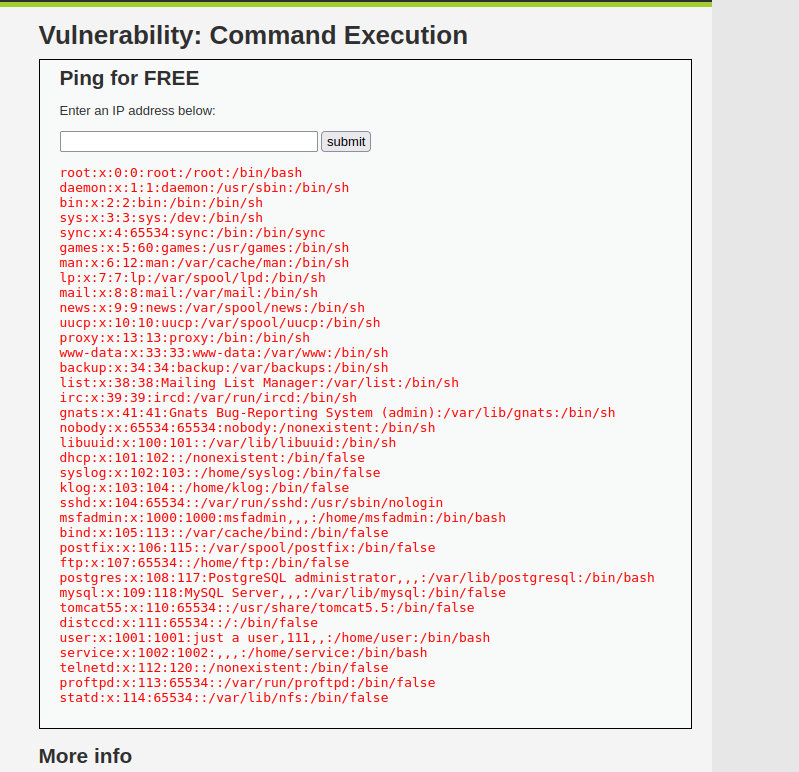 Vulnerability: Command Execution
Ping for FREE
Enter an IP address below:
submit
root:x:0:0:root:/root:/bin/bash
daemon:x:1:1:daemon:/usr/sbin:/bin/sh
bin:x:2:2:bin:/bin:/bin/sh
sys:x:3:3:sys:/dev:/bin/sh
sync:x:4:65534:sync:/bin:/bin/sync
games:x:5:60:games:/usr/games:/bin/sh
man:x:6:12:man:/var/cache/man:/bin/sh
lp:x:7:7:lp:/var/spool/lpd:/bin/sh
mail:x:8:8:mail:/var/mail:/bin/sh
news:x:9:9:news:/var/spool/news:/bin/sh
uucp:x:10:10:uucp:/var/spool/uucp:/bin/sh
proxy:x:13:13:proxy:/bin:/bin/sh
www-data:x:33:33:www-data:/var/www:/bin/sh
backup:x:34:34:backup:/var/backups:/bin/sh
list:x:38:38:Mailing List Manager:/var/list:/bin/sh
irc:x:39:39:ircd:/var/run/ircd:/bin/sh
gnats:x:41:41:Gnats Bug-Reporting System (admin):/var/lib/gnats:/bin/sh
nobody:x:65534:65534:nobody:/nonexistent:/bin/sh
libuuid:x:100:101::/var/lib/libuuid:/bin/sh
dhcp:x:101:102::/nonexistent:/bin/false
syslog:x:102:103::/home/syslog:/bin/false
klog:x:103:104::/home/klog:/bin/false
sshd:x:104:65534::/var/run/sshd:/usr/sbin/nologin
msfadmin:x:1000:1000:msfadmin,,,:/home/msfadmin:/bin/bash
bind:x:105:113::/var/cache/bind:/bin/false
postfix:x:106:115::/var/spool/postfix:/bin/false
ftp:x:107:65534::/home/ftp:/bin/false
postgres:x:108:117:PostgreSQL administrator,,,:/var/lib/postgresql:/bin/bash
mysql:x:109:118:MySQL Server,,,:/var/lib/mysql:/bin/false
tomcat55:x:110:65534::/usr/share/tomcat5.5:/bin/false
distccd:x:111:65534::/:/bin/false
user:x:1001:1001:just a user,111,,:/home/user:/bin/bash
service:x:1002:1002:,,,:/home/service:/bin/bash
telnetd:x:112:120::/nonexistent:/bin/false
proftpd:x:113:65534::/var/run/proftpd:/bin/false
statd:x:114:65534::/var/lib/nfs:/bin/false
More info